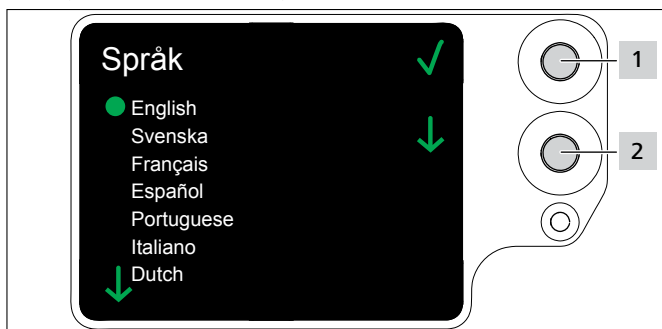 Språk
English
Svenska
Français
Español
Portuguese
Italiano
Dutch
1
2